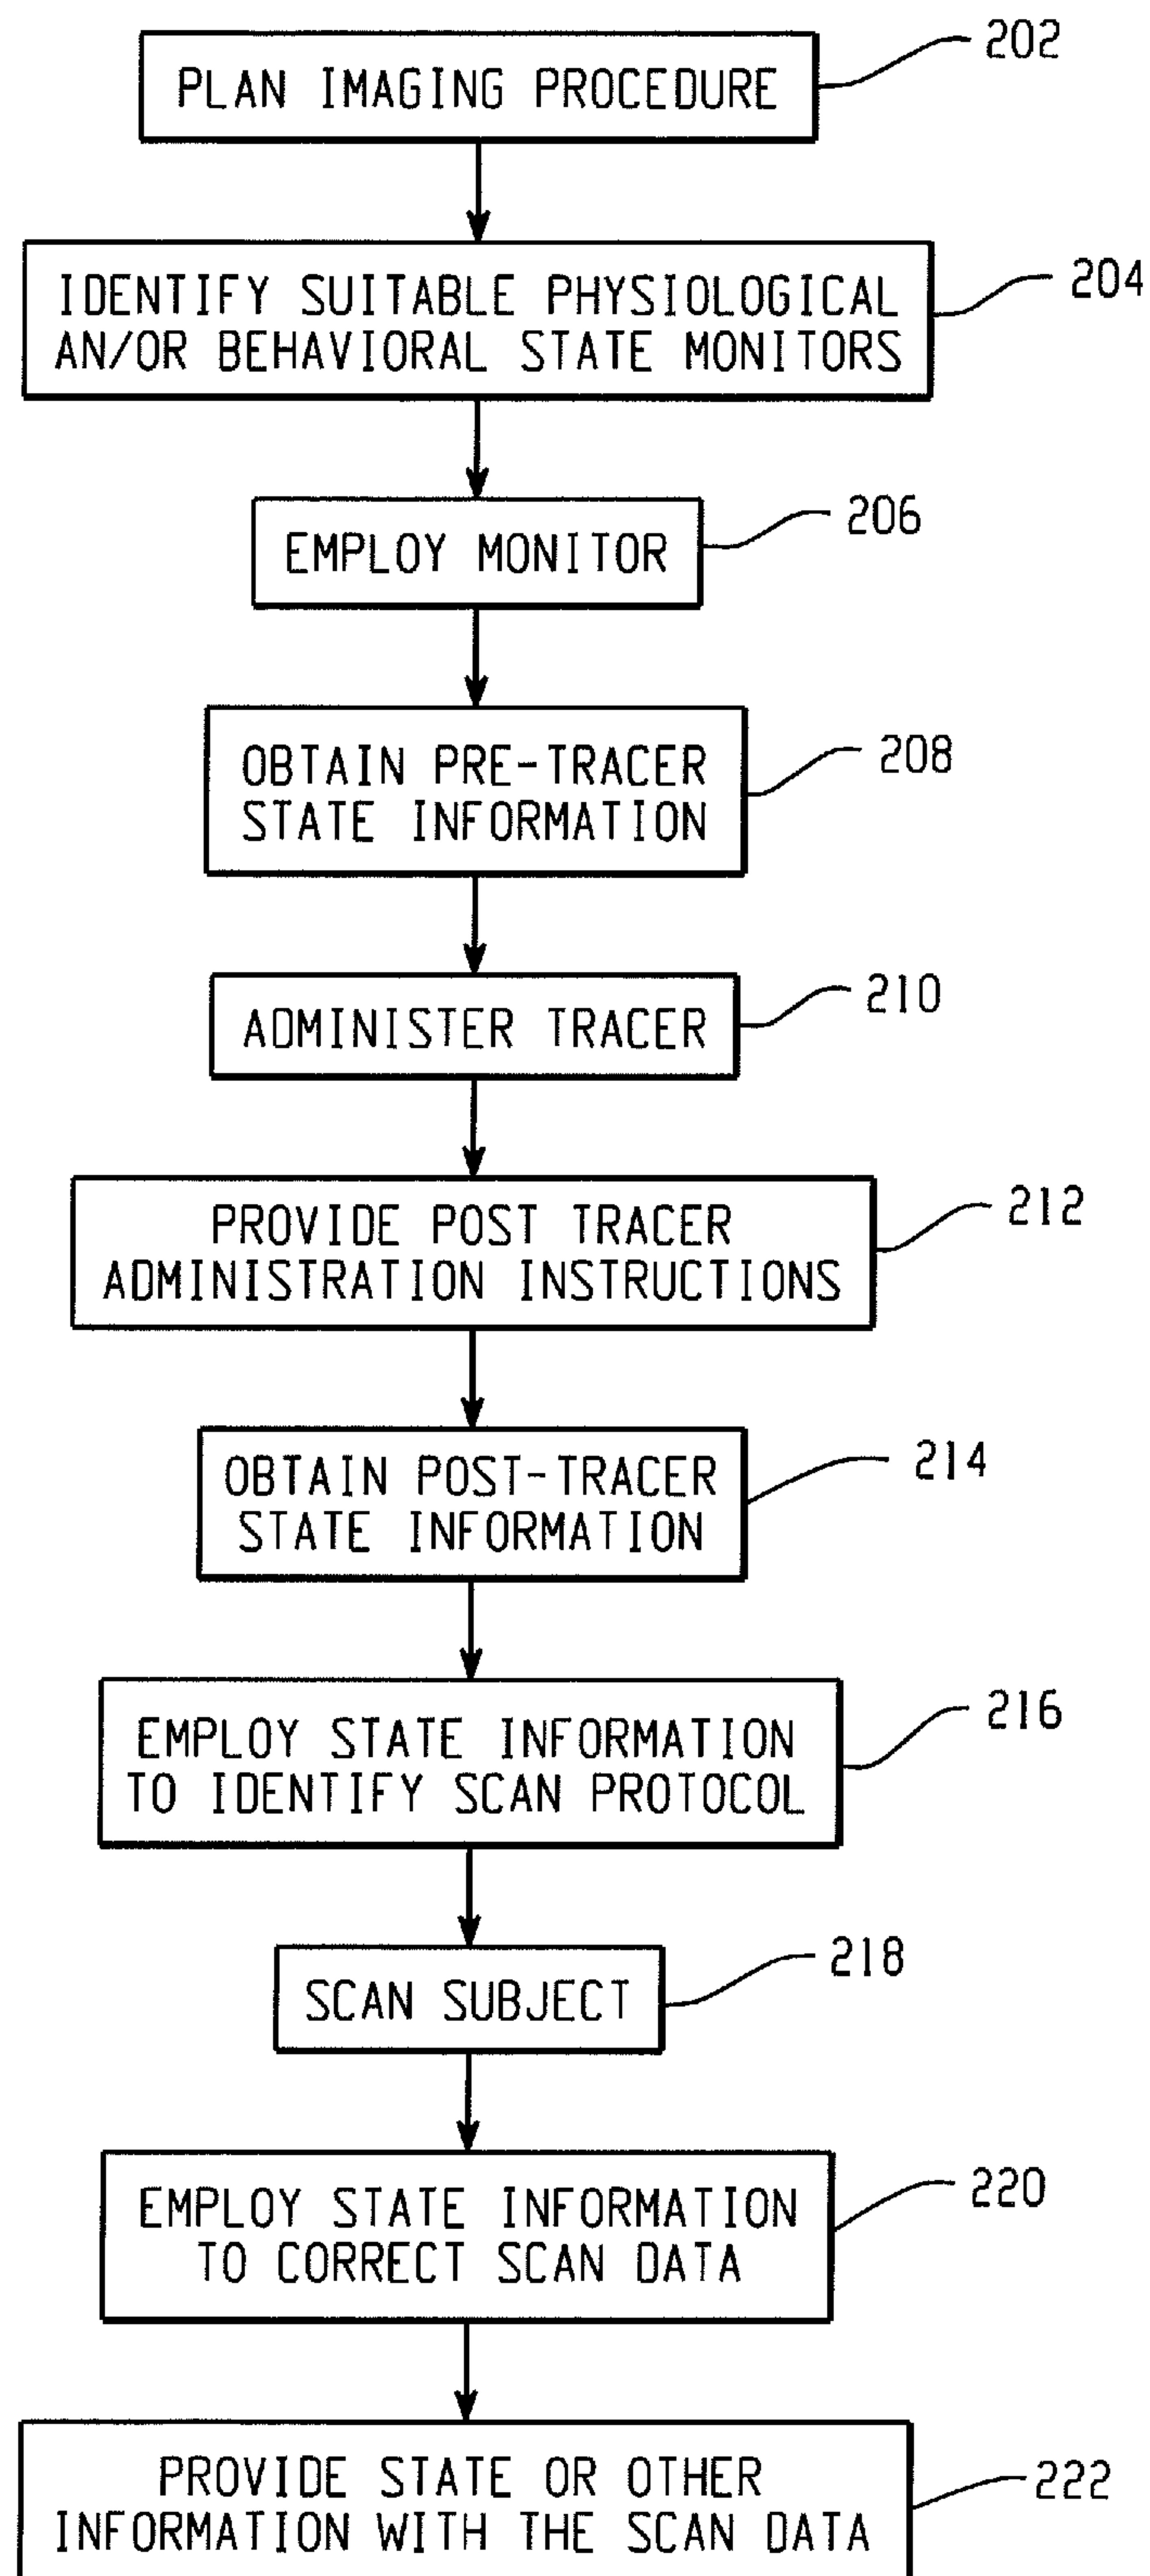 202
PLAN IMAGING PROCEDURE
204
IDENTIFY SUITABLE PHYSIOLOGICAL
AN/OR BEHAVIORAL STATE MONITORS
206
EMPLOY MONITOR
208
OBTAIN PRE-TRACER
STATE INFORMATION
210
ADMINISTER TRACER
212
PROVIDE POST TRACER
ADMINISTRATION INSTRUCTIONS
214
OBTAIN POST-TRACER
STATE INFORMATION
216
EMPLOY STATE INFORMATION
TO IDENTIFY SCAN PROTOCOL
218
SCAN SUBJECT
220
EMPLOY STATE INFORMATION
TO CORRECT SCAN DATA
222
PROVIDE STATE OR OTHER
INFORMATION WITH THE SCAN DATA